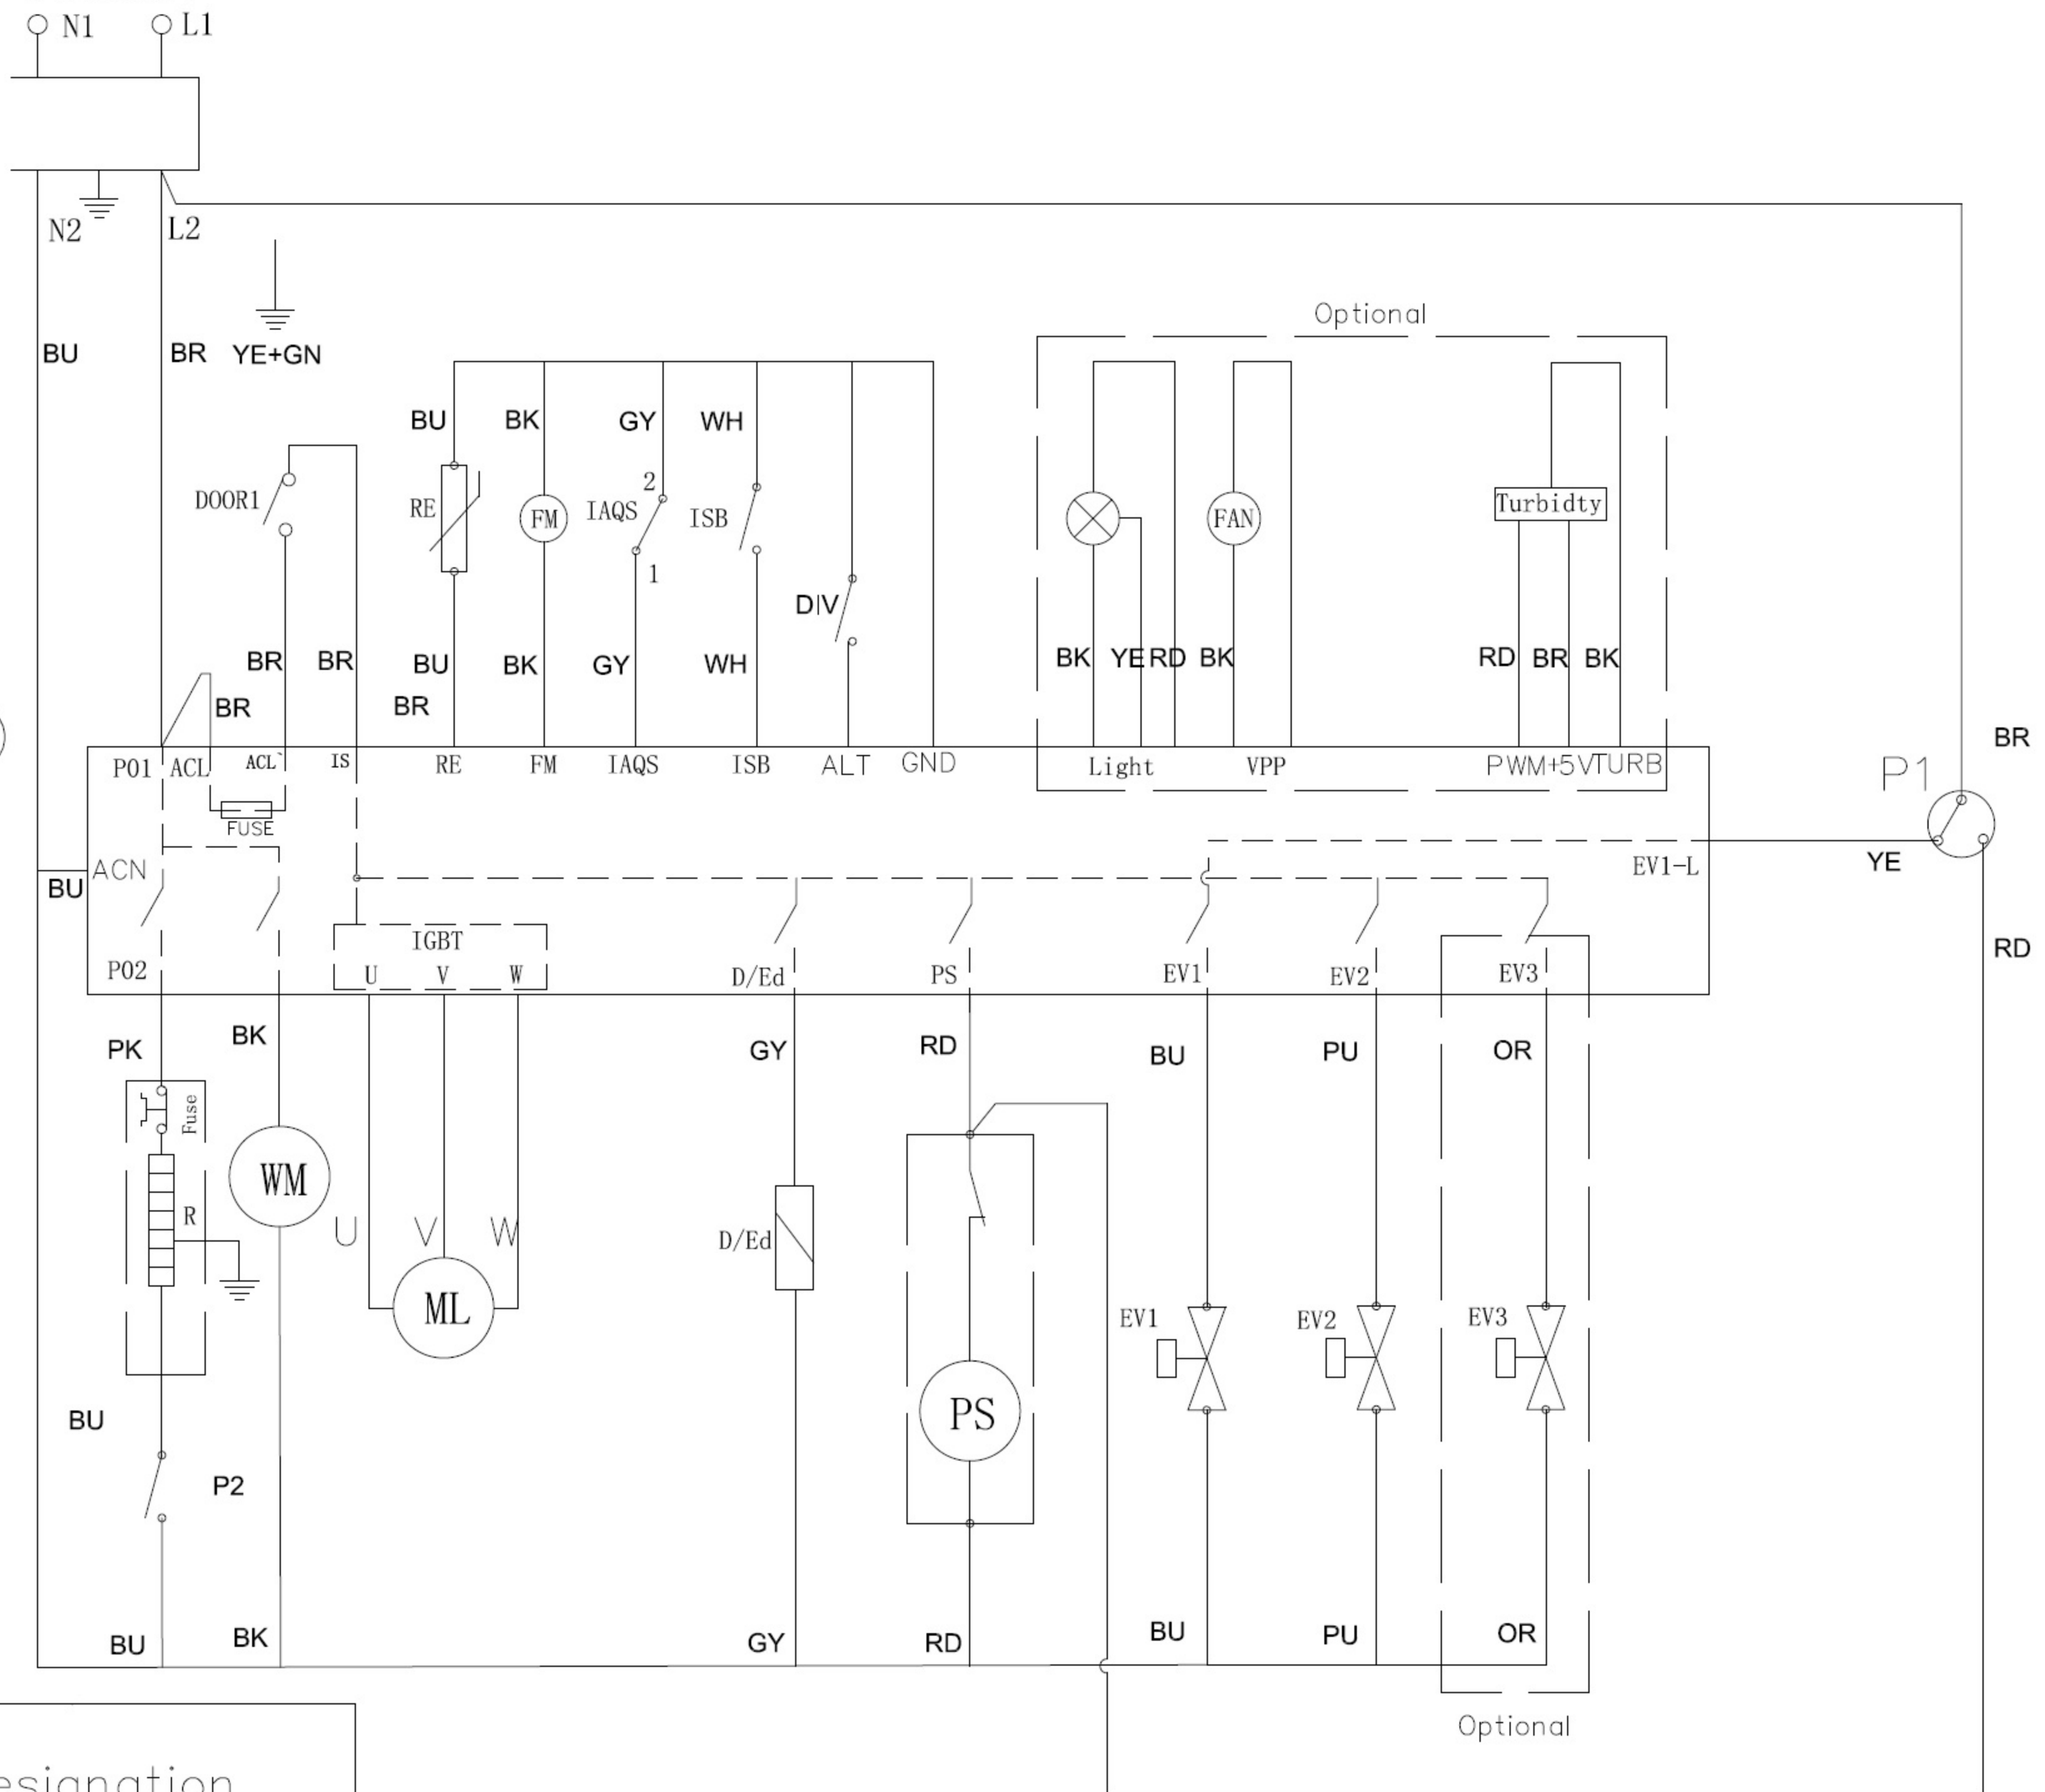 N1 L1
N2 L2
Optional
BU BR YE+GN
BU BK GY WH
DOOR1 RE FM IAQS 2 ISB FAN Turbidty
1
DIV
BR BR BU BK GY WH BK YE RD BK RD BR BK
BR BR BR
P01 ACL ACL` IS RE FM IAQS ISB ALT GND Light VPP PWM+5VTURB P1
FUSE
ACN EV1-L YE
BU
IGBT RD
P02 U V W D/Ed PS EV1 EV2 EV3
PK BK GY RD BU PU OR
Fuse
WM
R U V W D/Ed
ML EV1 EV2 EV3
BU PS
P2
BU BK GY RD BU PU OR
Optional